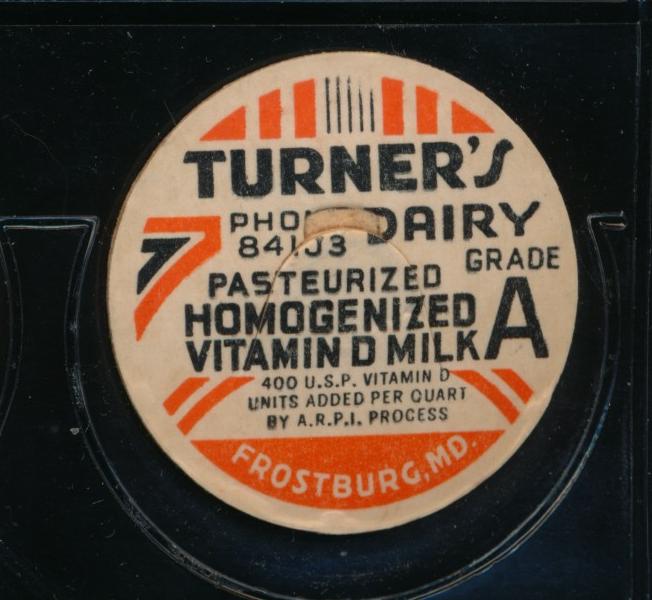 TURNER'S
DAIRY
PHO
841J3
GRADE
A
PASTEURIZED
HOMOGENIZED
VITAMIN D MILK
400 U.S.P. VITAMIN D
UNITS ADDED PER QUART
BY A.R.P.I. PROCESS
FROSTBURG, MD.